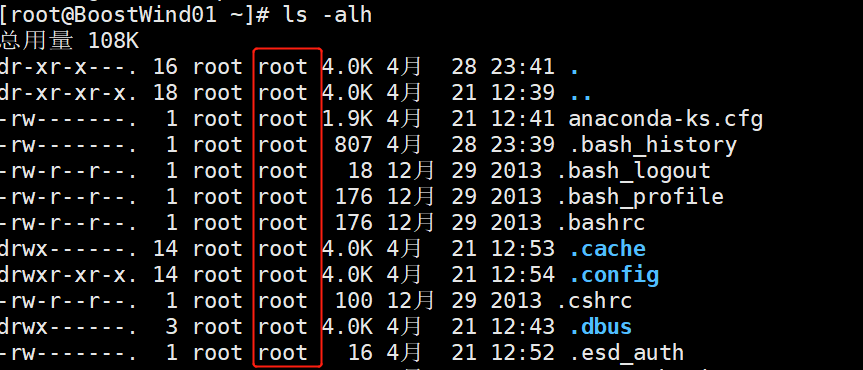 [root@BoostWind01 ~]# ls -alh
总用量 108K
dr-xr-x---. 16 root root 4.0K 4月 28 23:41 .
dr-xr-xr-x. 18 root root 4.0K 4月 21 12:39 ..
-rw-------. 1 root root 1.9K 4月 21 12:41 anaconda-ks.cfg
-rw-------. 1 root root 807 4月 28 23:39 .bash_history
-rw-r--r--. 1 root root 18 12月 29 2013 .bash_logout
-rw-r--r--. 1 root root 176 12月 29 2013 .bash_profile
-rw-r--r--. 1 root root 176 12月 29 2013 .bashrc
drwx------. 14 root root 4.0K 4月 21 12:53 .cache
drwxr-xr-x. 14 root root 4.0K 4月 21 12:54 .config
-rw-r--r--. 1 root root 100 12月 29 2013 .cshrc
drwx------. 3 root root 4.0K 4月 21 12:43 .dbus
-rw-------. 1 root root 16 4月 21 12:52 .esd_auth